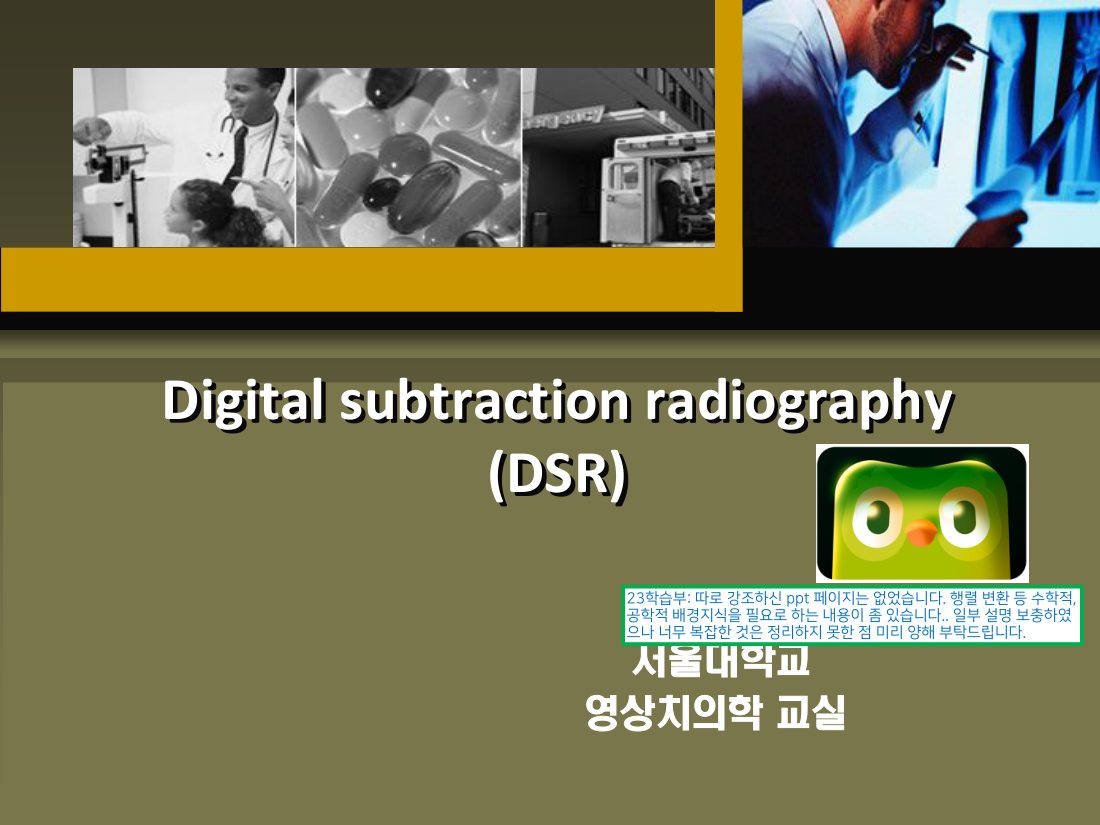 ergency
Digital subtraction radiography
(DSR)
23학습부: 따로 강조하신 ppt 페이지는 없었습니다. 행렬 변환 등 수학적,
공학적 배경지식을 필요로 하는 내용이 좀 있습니다.. 일부 설명 보충하였
으나 너무 복잡한 것은 정리하지 못한 점 미리 양해 부탁드립니다.
서울대학교
영상치의학 교실